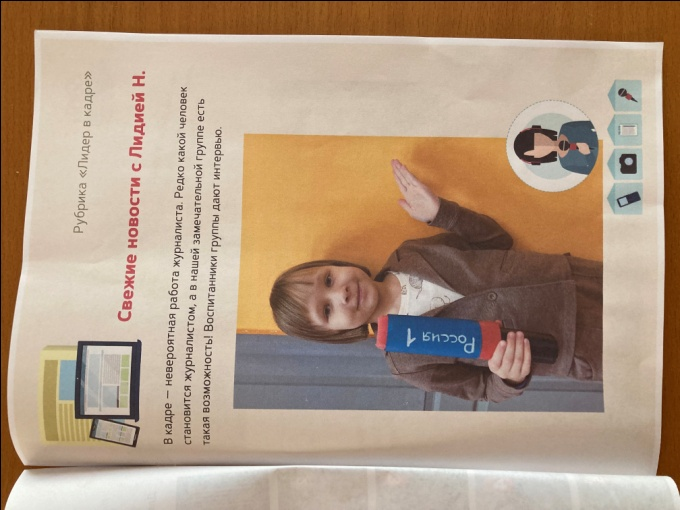 Рубрика «Лидер в кадре»
Свежие новости с Лидией Н.
В кадре — невероятная работа журналиста. Редко какой человек
становится журналистом, а в нашей замечательной группе есть
такая возможность! Воспитанники группы дают интервью.
Россия
1